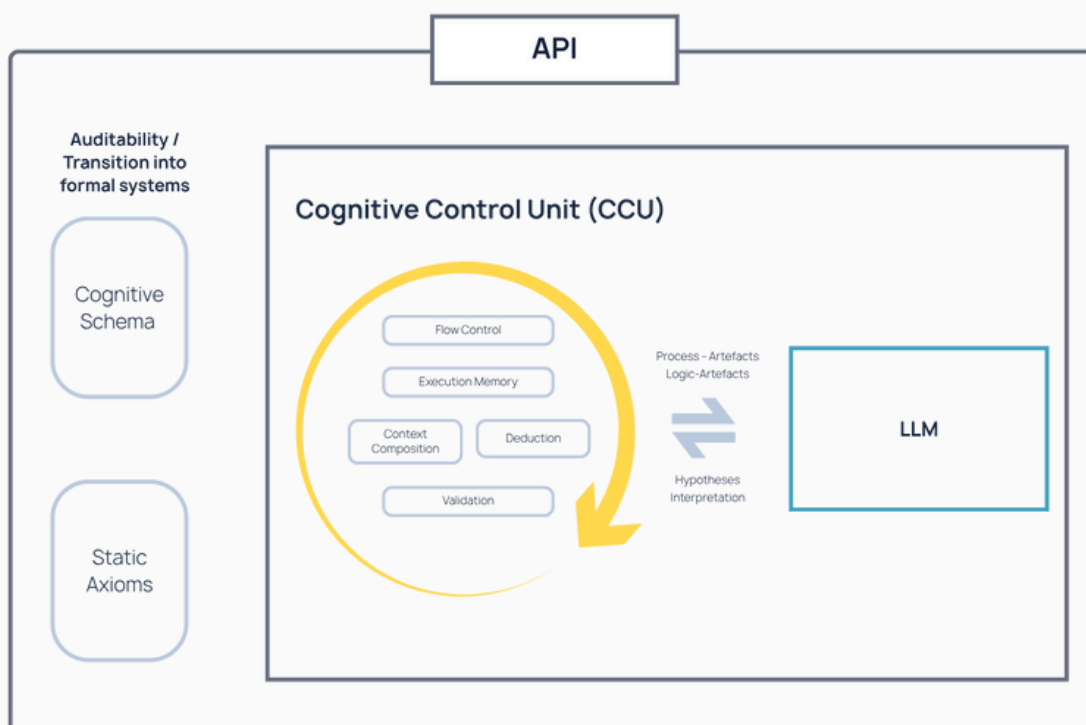 API
Auditability /
Transition into
formal systems
Cognitive
Schema
Static
Axioms
Cognitive Control Unit (CCU)
Flow Control
Execution Memory
Context
Composition
Deduction
Validation
Process - Artefacts
Logic-Artefacts
Hypotheses
Interpretation
LLM